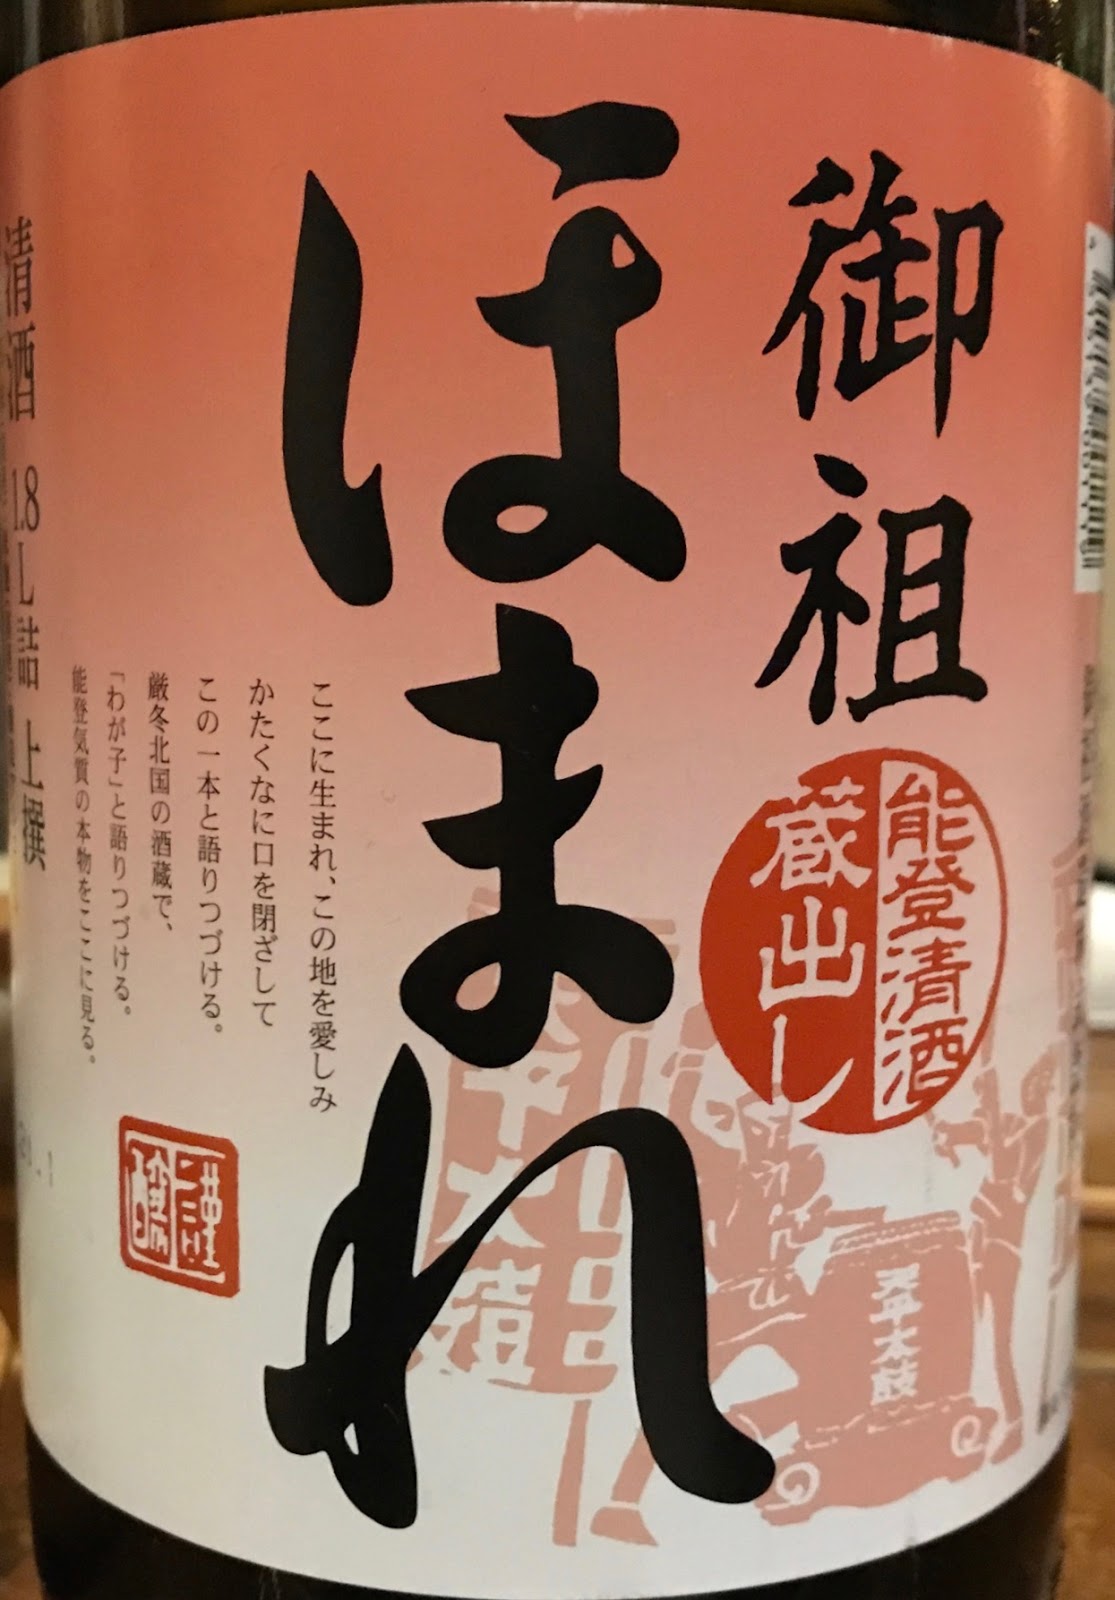 御祖
ほまれ
能登清酒
蔵出し
ここに生まれ、この地を愛しみ
かたくなに口を閉ざして
この一本と語りつづける。
厳冬北国の酒蔵で、
「わが子」と語りつづける。
能登気質の本物をここに見る。
謹醸
清酒 1.8L詰 上撰
天平太鼓